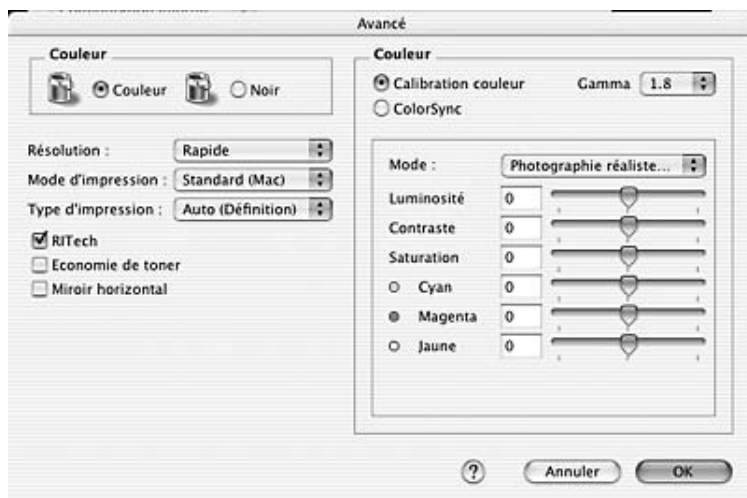 Avancé
Couleur
Couleur Noir
Résolution : Rapide
Mode d'impression : Standard (Mac)
Type d'impression : Auto (Définition)
RITech
Economie de toner
Miroir horizontal
Couleur
Calibration couleur Gamma 1.8
ColorSync
Mode : Photographie réaliste...
Luminosité 0
Contraste 0
Saturation 0
Cyan 0
Magenta 0
Jaune 0
? Annuler OK